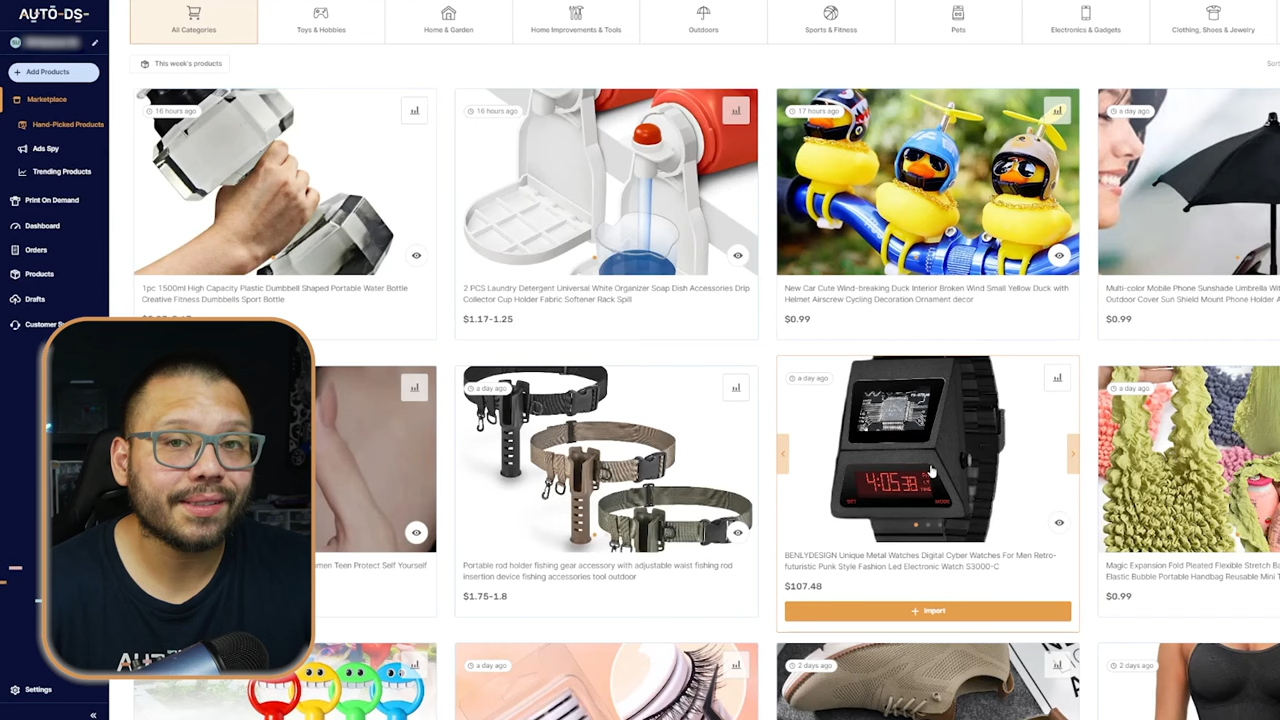 AUTO-DS-
Add Products
Marketplace
Hand-Picked Products
Ads Spy
Trending Products
Print On Demand
Dashboard
Orders
Products
Drafts
Settings
All Categories
Toys & Hobbies
Home & Garden
Home Improvements & Tools
Outdoors
Sports & Fitness
Pets
Electronics & Gadgets
Clothing, Shoes & Jewelry
This week's products
Sort
16 hours ago
1pc 1500ml High Capacity Plastic Dumbbell Shaped Portable Water Bottle
Creative Fitness Dumbbells Sport Bottle
16 hours ago
2 PCS Laundry Detergent Universal White Organizer Soap Dish Accessories Drip
Collector Cup Holder Fabric Softener Rack Spill
$1.17-1.25
17 hours ago
New Car Cute Wind-breaking Duck Interior Broken Wind Small Yellow Duck with
Helmet Airscrew Cycling Decoration Ornament decor
$0.99
a day ago
Multi-color Mobile Phone Sunshade Umbrella Wit
Outdoor Cover Sun Shield Mount Phone Holder A
$0.99
men Teen Protect Self Yourself
a day ago
Portable rod holder fishing gear accessory with adjustable waist fishing rod
insertion device fishing accessories tool outdoor
$1.75-1.8
a day ago
4:05 38
SET
MODE
BENLYDESIGN Unique Metal Watches Digital Cyber Watches For Men Retro-
futuristic Punk Style Fashion Led Electronic Watch S3000-C
$107.48
+ Import
a day ago
Magic Expansion Fold Pleated Flexible Stretch Ba
Elastic Bubble Portable Handbag Reusable Mini T
$0.99
a day ago
2 days ago
2 days ago